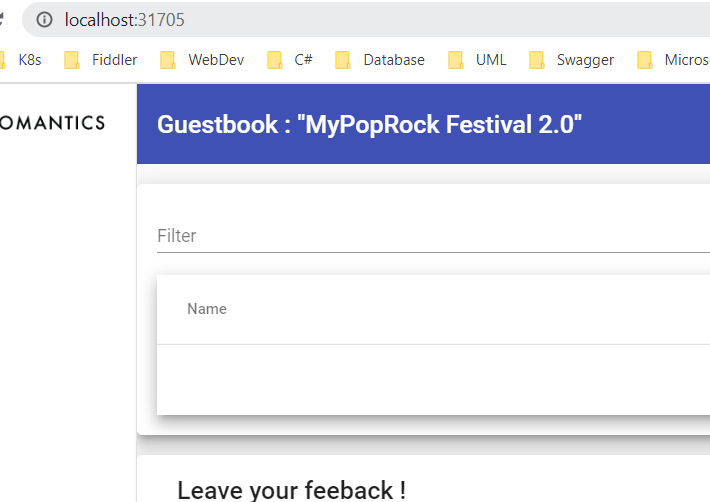 localhost:31705
K8s Fiddler WebDev C# Database UML Swagger Micros
OMANTICS
Guestbook : "MyPopRock Festival 2.0"
Filter
Name
Leave your feeback !